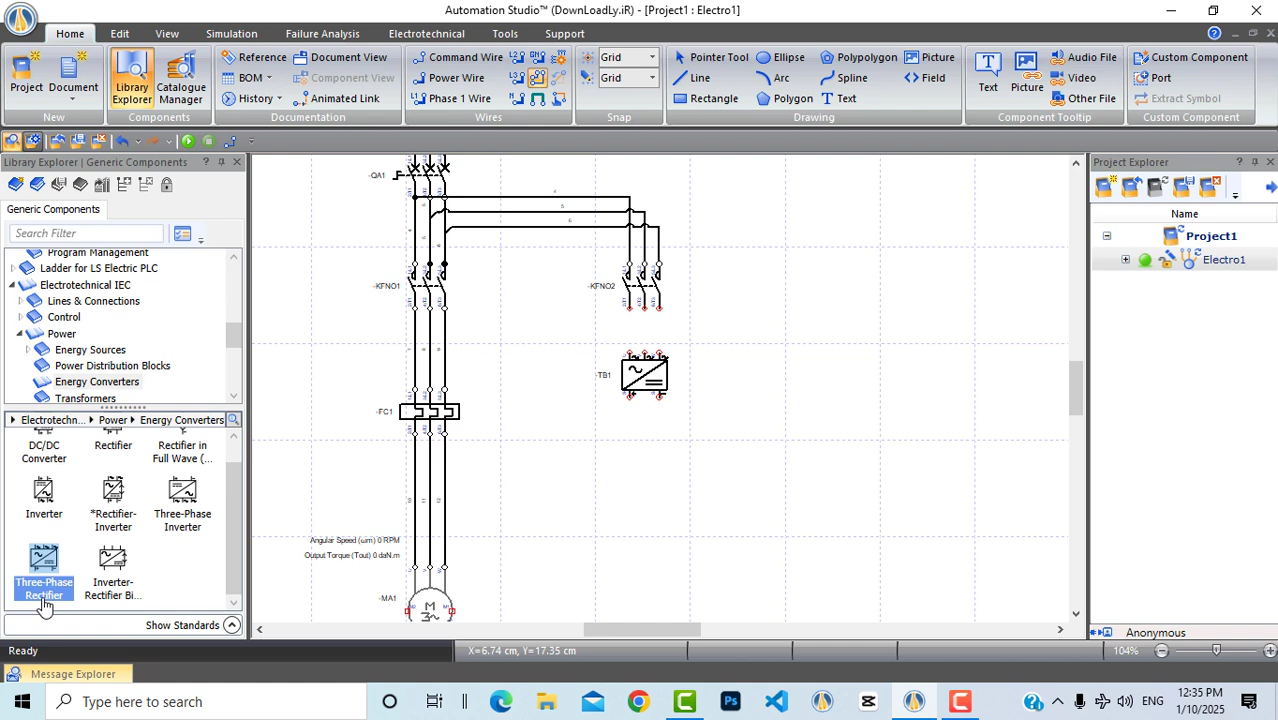 Automation Studio™ (DownLoadLy.iR) - [Project1 : Electro1]
Home Edit View Simulation Failure Analysis Electrotechnical Tools Support
Project Document
New
Library Explorer Catalogue Manager
Components
Reference Document View
BOM Component View
History Animated Link
Documentation
Command Wire
Power Wire
Phase 1 Wire
Wires
Grid
Grid
Snap
Pointer Tool Ellipse Polypolygon Picture
Line Arc Spline Field
Rectangle Polygon Text
Drawing
Text Picture
Audio File
Video
Other File
Component Tooltip
Custom Component
Port
Extract Symbol
Custom Component
Library Explorer | Generic Components
Generic Components
Search Filter
Program Management
Ladder for LS Electric PLC
Electrotechnical IEC
Lines & Connections
Control
Power
Energy Sources
Power Distribution Blocks
Energy Converters
Transformers
Electrotechn... Power Energy Converters
DC/DC Converter
Rectifier
Rectifier in Full Wave (...
Inverter
*Rectifier-Inverter
Three-Phase Inverter
Three-Phase Rectifier
Inverter-Rectifier Bi...
Show Standards
-QA1
-KFNO1
-KFNO2
-TB1
-FC1
Angular Speed (ωm) 0 RPM
Output Torque (Tout) 0 daN.m
-MA1
M
3~
Project Explorer
Name
Project1
Electro1
Anonymous
Ready
X=6.74 cm, Y=17.35 cm
104%
Message Explorer
Type here to search
Ps
ENG
12:35 PM
1/10/2025